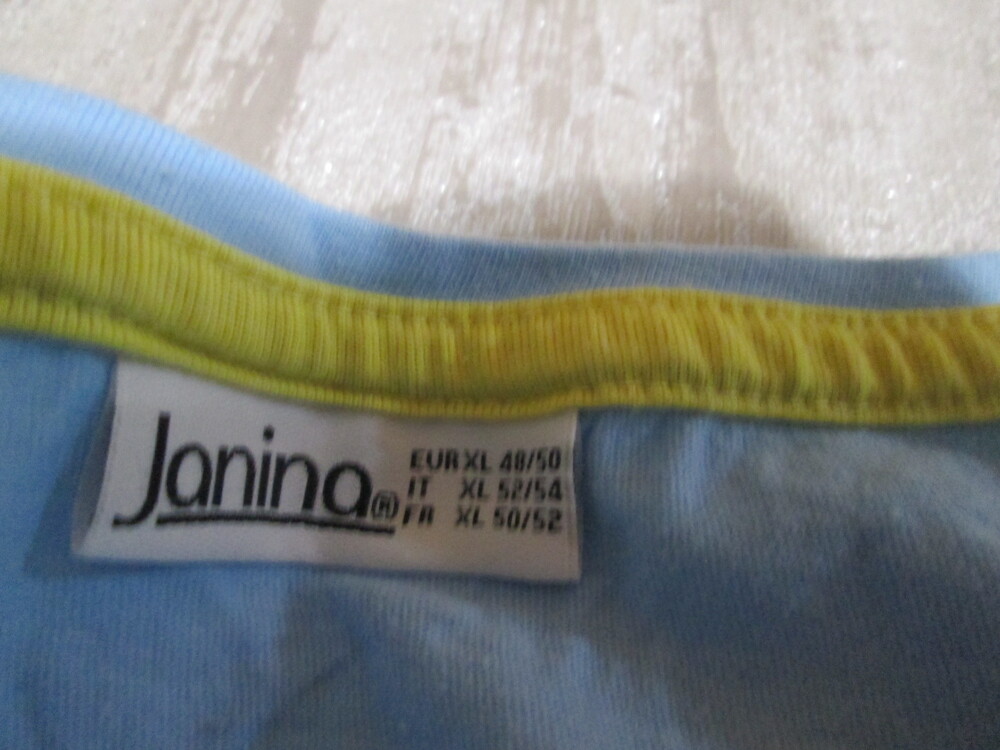 Janina®
EUR XL 48/50
IT XL 52/54
FR XL 50/52